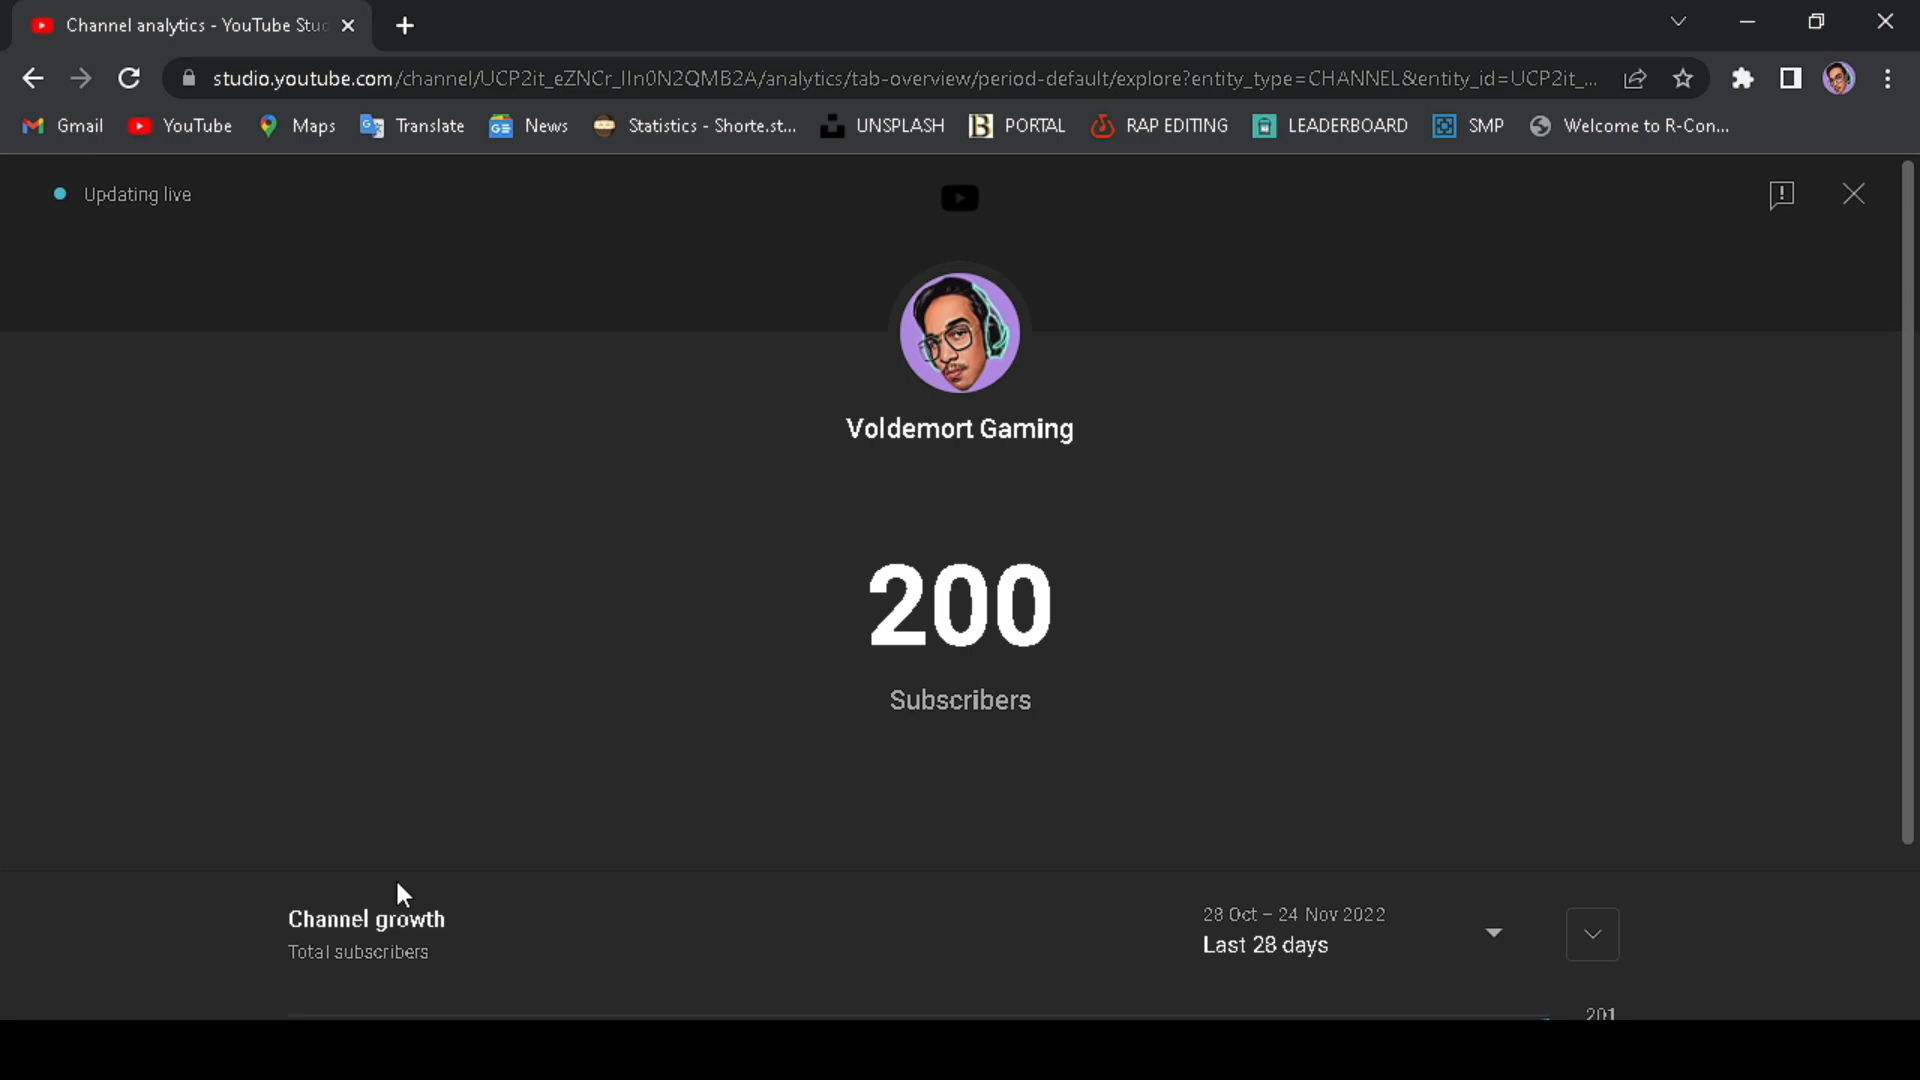 Channel analytics - YouTube Stu
studio.youtube.com/channel/UCP2it_eZNCr_IIn0N2QMB2A/analytics/tab-overview/period-default/explore?entity_type=CHANNEL&entity_id=UCP2it_...
Gmail YouTube Maps Translate News Statistics - Shorte.st... UNSPLASH PORTAL RAP EDITING LEADERBOARD SMP Welcome to R-Con...
Updating live
Voldemort Gaming
200
Subscribers
Channel growth
Total subscribers
28 Oct – 24 Nov 2022
Last 28 days
201